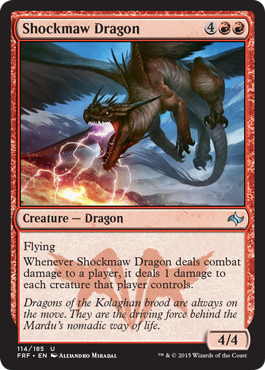 Shockmaw Dragon 4
Creature — Dragon
Flying
Whenever Shockmaw Dragon deals combat
damage to a player, it deals 1 damage to
each creature that player controls.
Dragons of the Kolaghan brood are always on
the move. They are the driving force behind the
Mardu's nomadic way of life.
4/4
114/185 U
FRF • EN Alejandro Mirabal
™ & © 2015 Wizards of the Coast